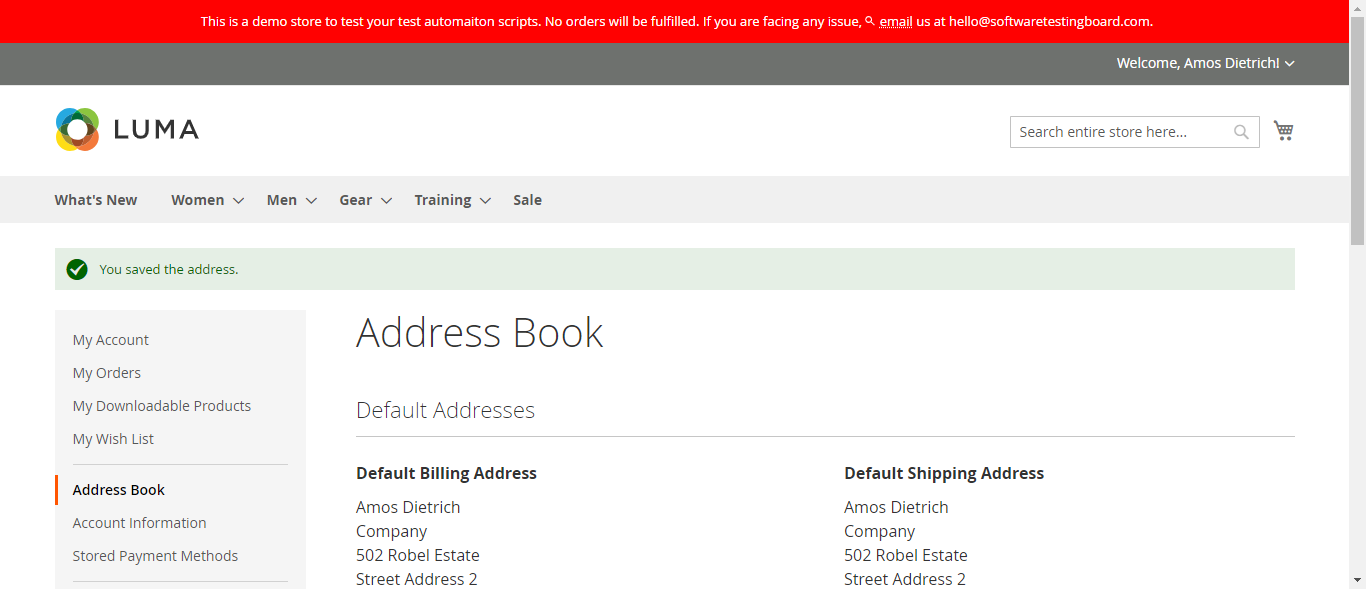 This is a demo store to test your test automaiton scripts. No orders will be fulfilled. If you are facing any issue, email us at hello@softwaretestingboard.com.
Welcome, Amos Dietrich!
LUMA
Search entire store here...
What's New Women Men Gear Training Sale
You saved the address.
My Account
My Orders
My Downloadable Products
My Wish List
Address Book
Account Information
Stored Payment Methods
Address Book
Default Addresses
Default Billing Address
Amos Dietrich
Company
502 Robel Estate
Street Address 2
Default Shipping Address
Amos Dietrich
Company
502 Robel Estate
Street Address 2